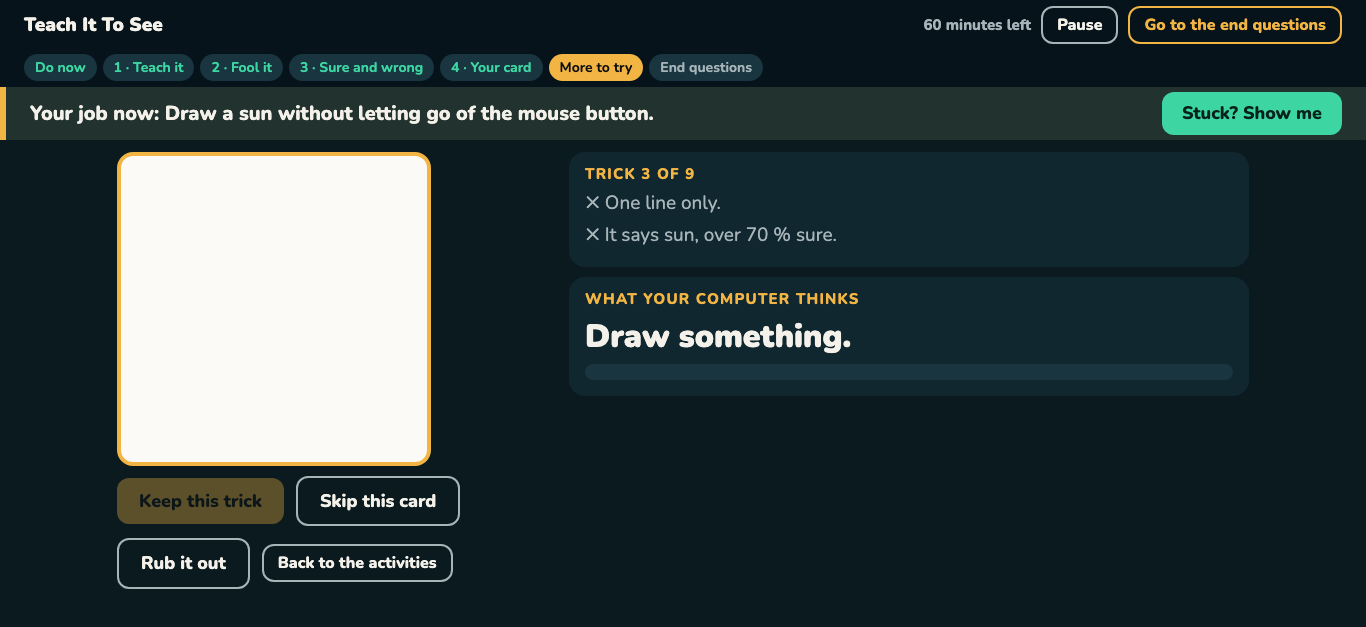 Teach It To See
60 minutes left
Pause
Go to the end questions
Do now
1 · Teach it
2 · Fool it
3 · Sure and wrong
4 · Your card
More to try
End questions
Your job now: Draw a sun without letting go of the mouse button.
Stuck? Show me
TRICK 3 OF 9
✕ One line only.
✕ It says sun, over 70 % sure.
WHAT YOUR COMPUTER THINKS
Draw something.
Keep this trick
Skip this card
Rub it out
Back to the activities